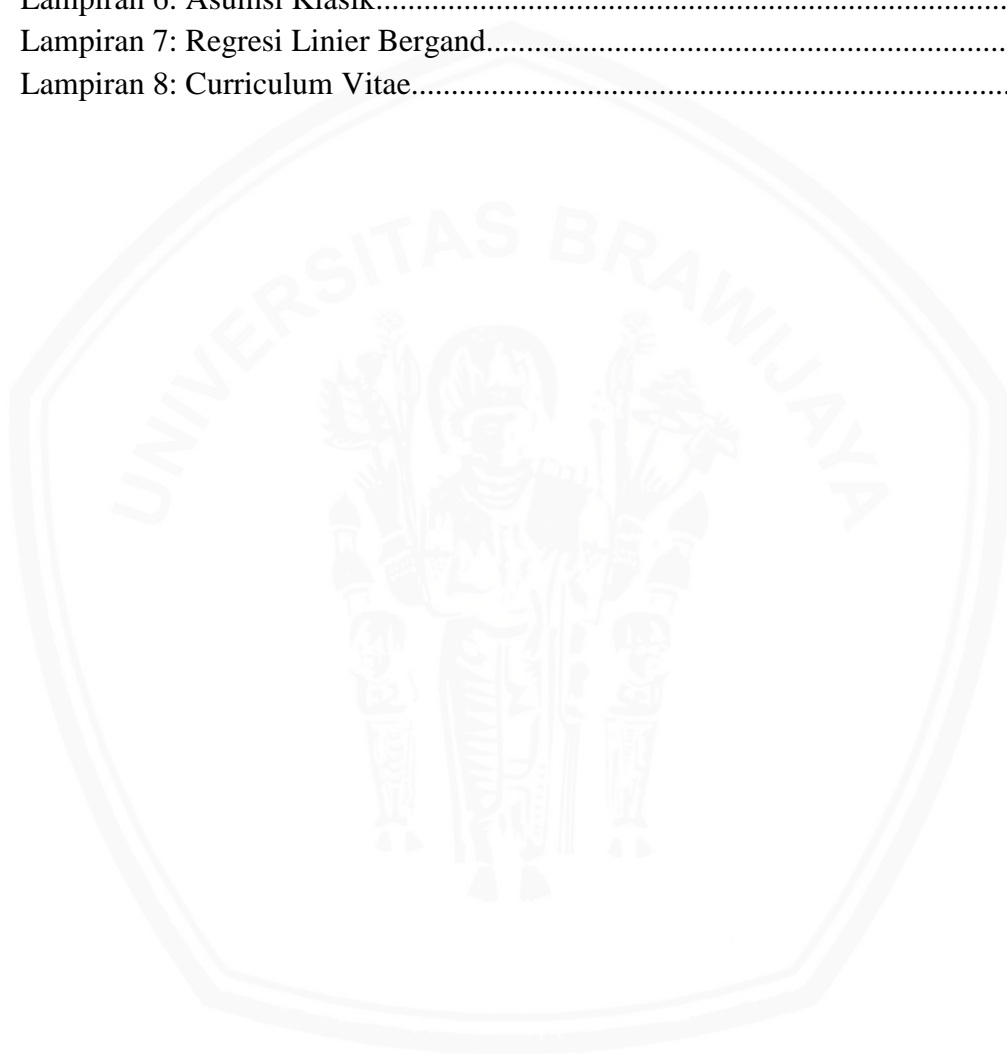 Lampiran 6: Asumsi Klasik..........................................................................................
Lampiran 7: Regresi Linier Bergand.................................................................
Lampiran 8: Curriculum Vitae..........................................................................
UNIVERSITAS BRAWIJAYA